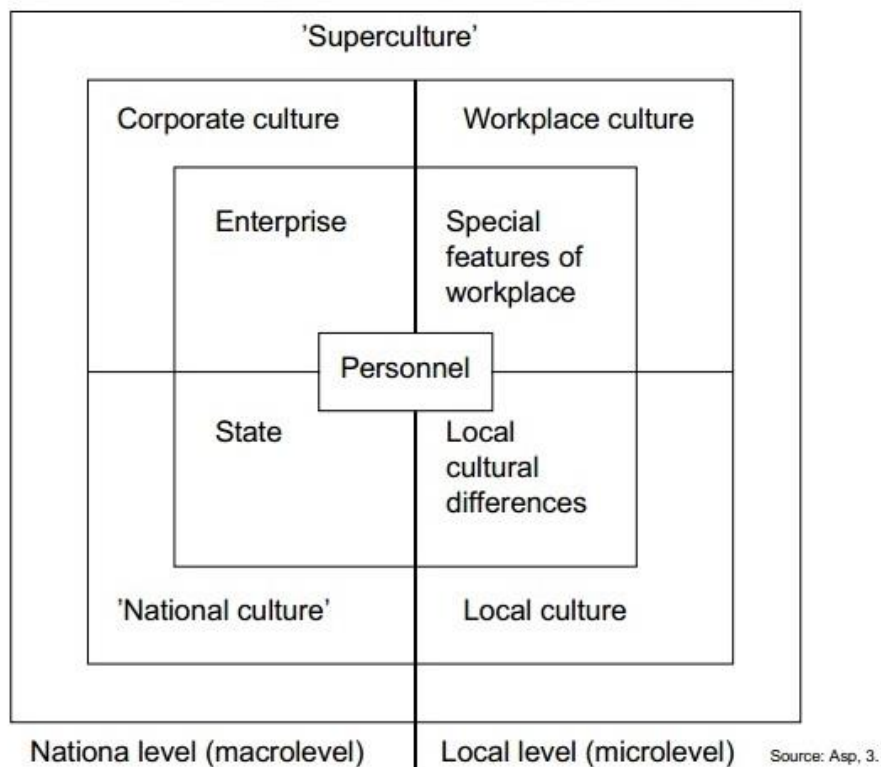 ’Superculture’
Corporate culture
Workplace culture
Enterprise
Special
features of
workplace
Personnel
State
Local
cultural
differences
’National culture’
Local culture
Nationa level (macrolevel)
Local level (microlevel)
Source: Asp, 3.